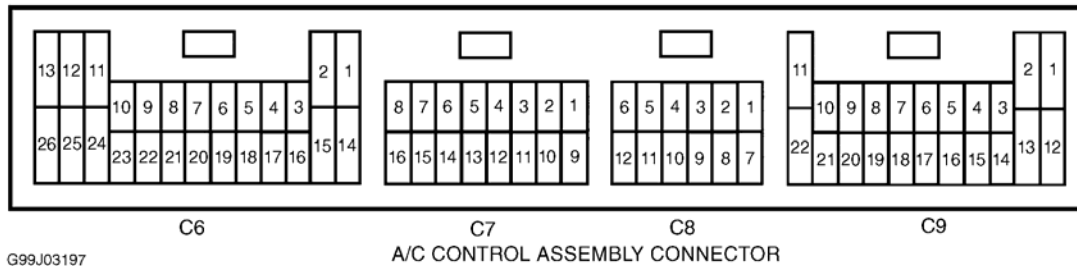 13 12 11 2 1 11 2 1
10 9 8 7 6 5 4 3 8 7 6 5 4 3 2 1 6 5 4 3 2 1 10 9 8 7 6 5 4 3
26 25 24 23 22 21 20 19 18 17 16 15 14 16 15 14 13 12 11 10 9 12 11 10 9 8 7 22 21 20 19 18 17 16 15 14 13 12
C6 C7 C8 C9
G99J03197 A/C CONTROL ASSEMBLY CONNECTOR